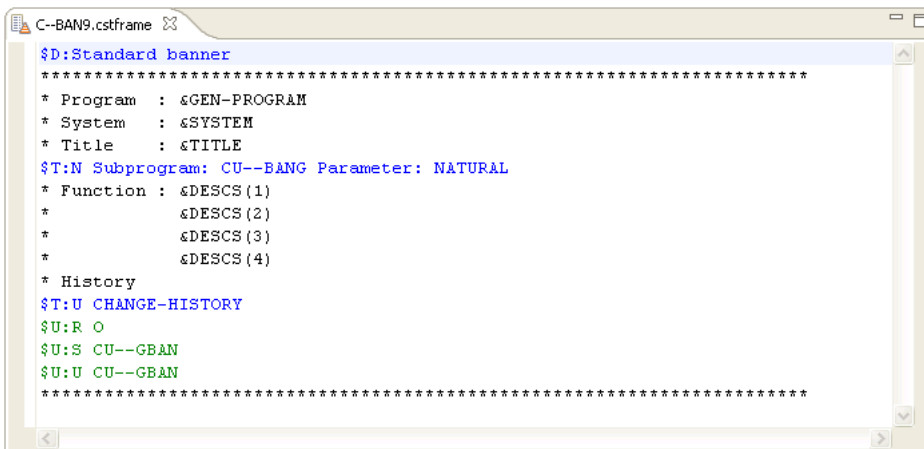 C--BAN9.cstframe
$D:Standard banner
************************************************************************
* Program  : &GEN-PROGRAM
* System   : &SYSTEM
* Title    : &TITLE
$T:N Subprogram: CU--BANG Parameter: NATURAL
* Function : &DESCS(1)
*            &DESCS(2)
*            &DESCS(3)
*            &DESCS(4)
* History
$T:U CHANGE-HISTORY
$U:R O
$U:S CU--GBAN
$U:U CU--GBAN
************************************************************************